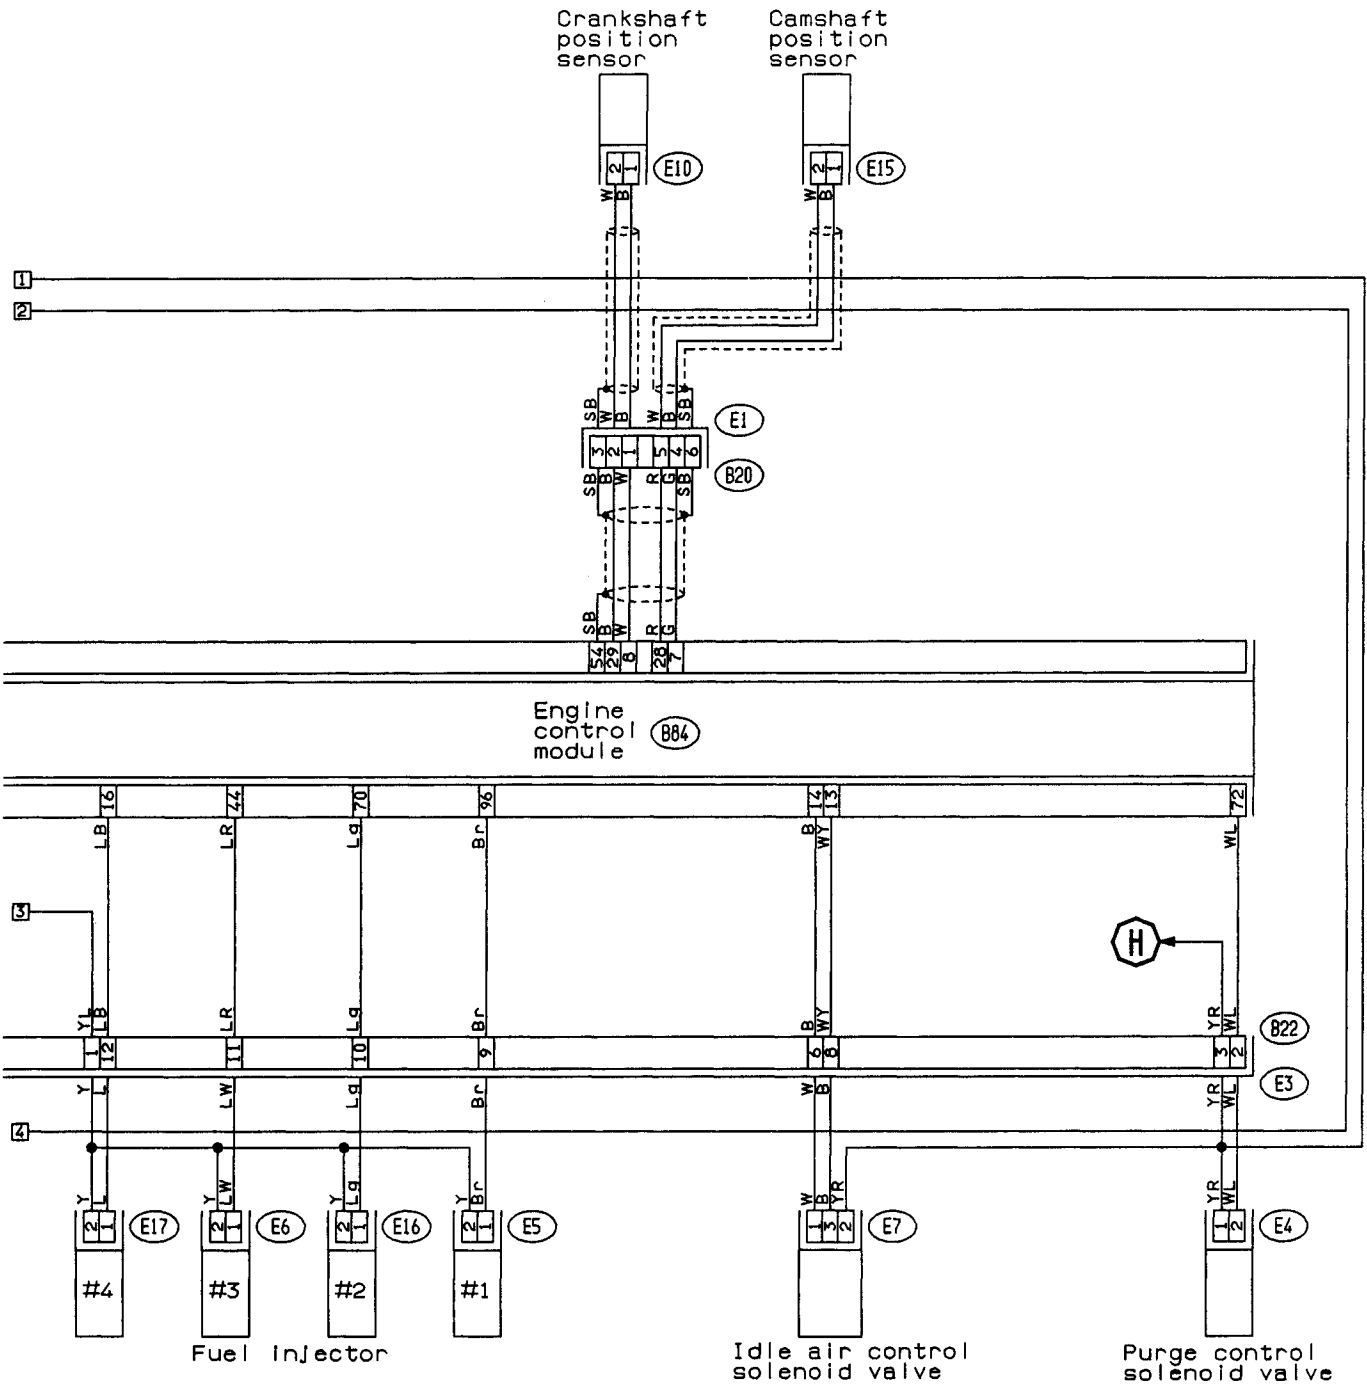 Crankshaft
position
sensor
Camshaft
position
sensor
2 1
E10
2 1
E15
W B
W B
1
2
SB W B W B SB
E1
3 2 1 5 4 6
B20
SB B W R G SB
SB B W R G
54 29 8 28 7
Engine
control
module
B84
16 44 70 96 14 13 72
LB LR Lg Br B WY WL
3
H
YL LB LR Lg Br B WY YR WL
B22
1 12 11 10 9 6 8 3 2
E3
Y L LW Lg Br W B YR WL
4
Y L Y LW Y Lg Y Br W B YR YR WL
2 1
E17
2 1
E6
2 1
E16
2 1
E5
1 3 2
E7
1 2
E4
#4
#3
#2
#1
Fuel injector
Idle air control
solenoid valve
Purge control
solenoid valve